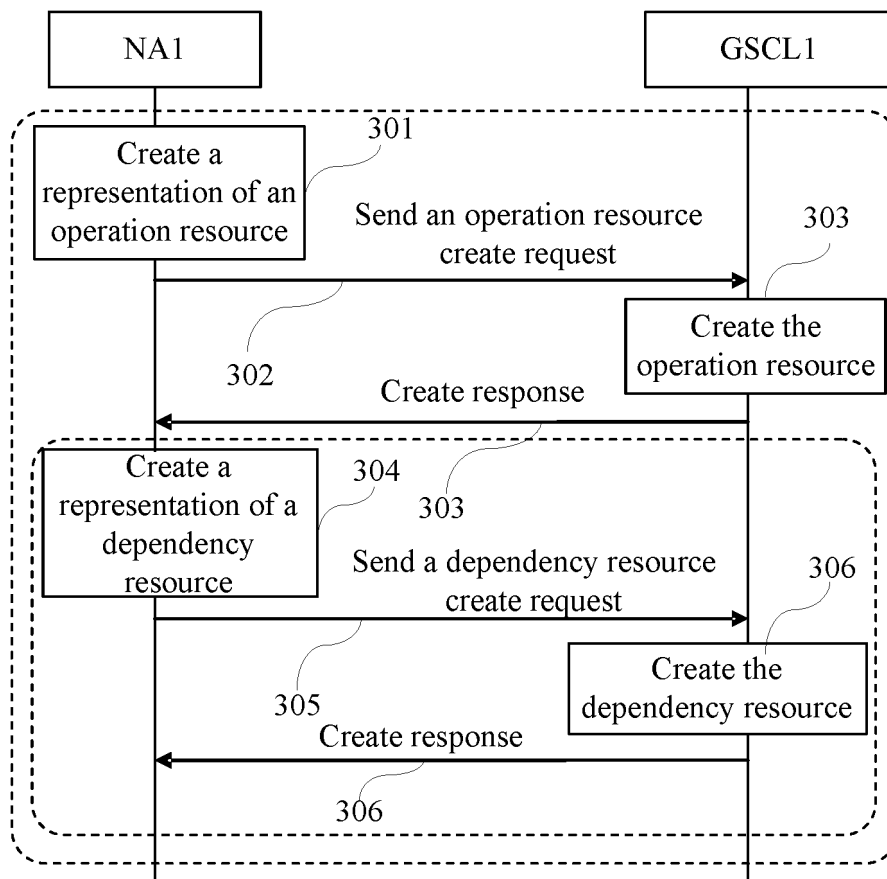 NA1
GSCL1
301
Create a
representation of an
operation resource
Send an operation resource
create request
303
302
Create the
operation resource
Create response
303
Create a
representation of a
dependency
resource
304
Send a dependency resource
create request
306
305
Create the
dependency resource
Create response
306